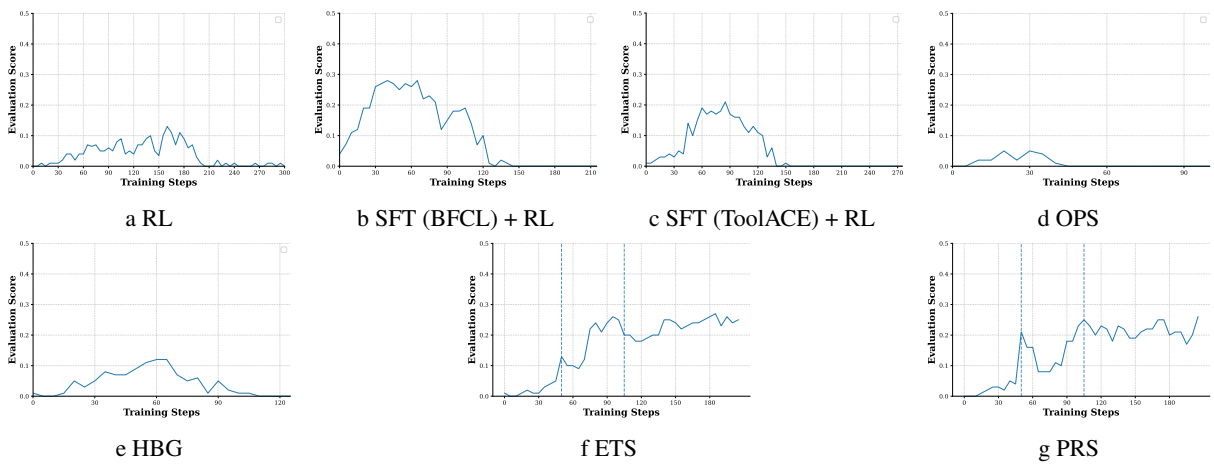 Evaluation Score
0.5
0.4
0.3
0.2
0.1
0.0
0 30 60 90 120 150 180 210 240 270 300
Training Steps
a RL
Evaluation Score
0.5
0.4
0.3
0.2
0.1
0.0
0 30 60 90 120 150 180 210
Training Steps
b SFT (BFCL) + RL
Evaluation Score
0.5
0.4
0.3
0.2
0.1
0.0
0 30 60 90 120 150 180 210 240 270
Training Steps
c SFT (ToolACE) + RL
Evaluation Score
0.5
0.4
0.3
0.2
0.1
0.0
0 30 60 90
Training Steps
d OPS
Evaluation Score
0.5
0.4
0.3
0.2
0.1
0.0
0 30 60 90 120
Training Steps
e HBG
Evaluation Score
0.5
0.4
0.3
0.2
0.1
0.0
0 30 60 90 120 150 180
Training Steps
f ETS
Evaluation Score
0.5
0.4
0.3
0.2
0.1
0.0
0 30 60 90 120 150 180
Training Steps
g PRS